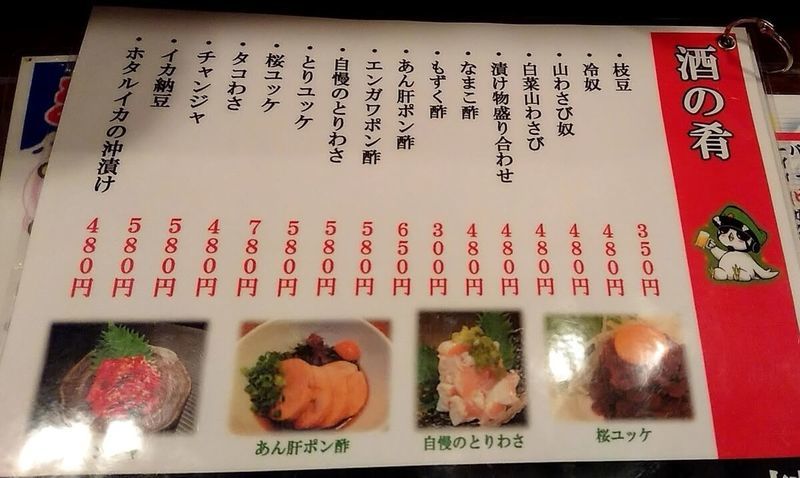 酒の肴
・枝豆 350円
・冷奴 480円
・山わさび奴 480円
・白菜山わさび 480円
・漬け物盛り合わせ 480円
・なまこ酢 480円
・もずく酢 300円
・あん肝ポン酢 650円
・エンガワポン酢 580円
・自慢のとりわさ 580円
・とりユッケ 580円
・桜ユッケ 780円
・タコわさ 480円
・チャンジャ 580円
・イカ納豆 580円
・ホタルイカの沖漬け 480円
桜ユッケ
自慢のとりわさ
あん肝ポン酢